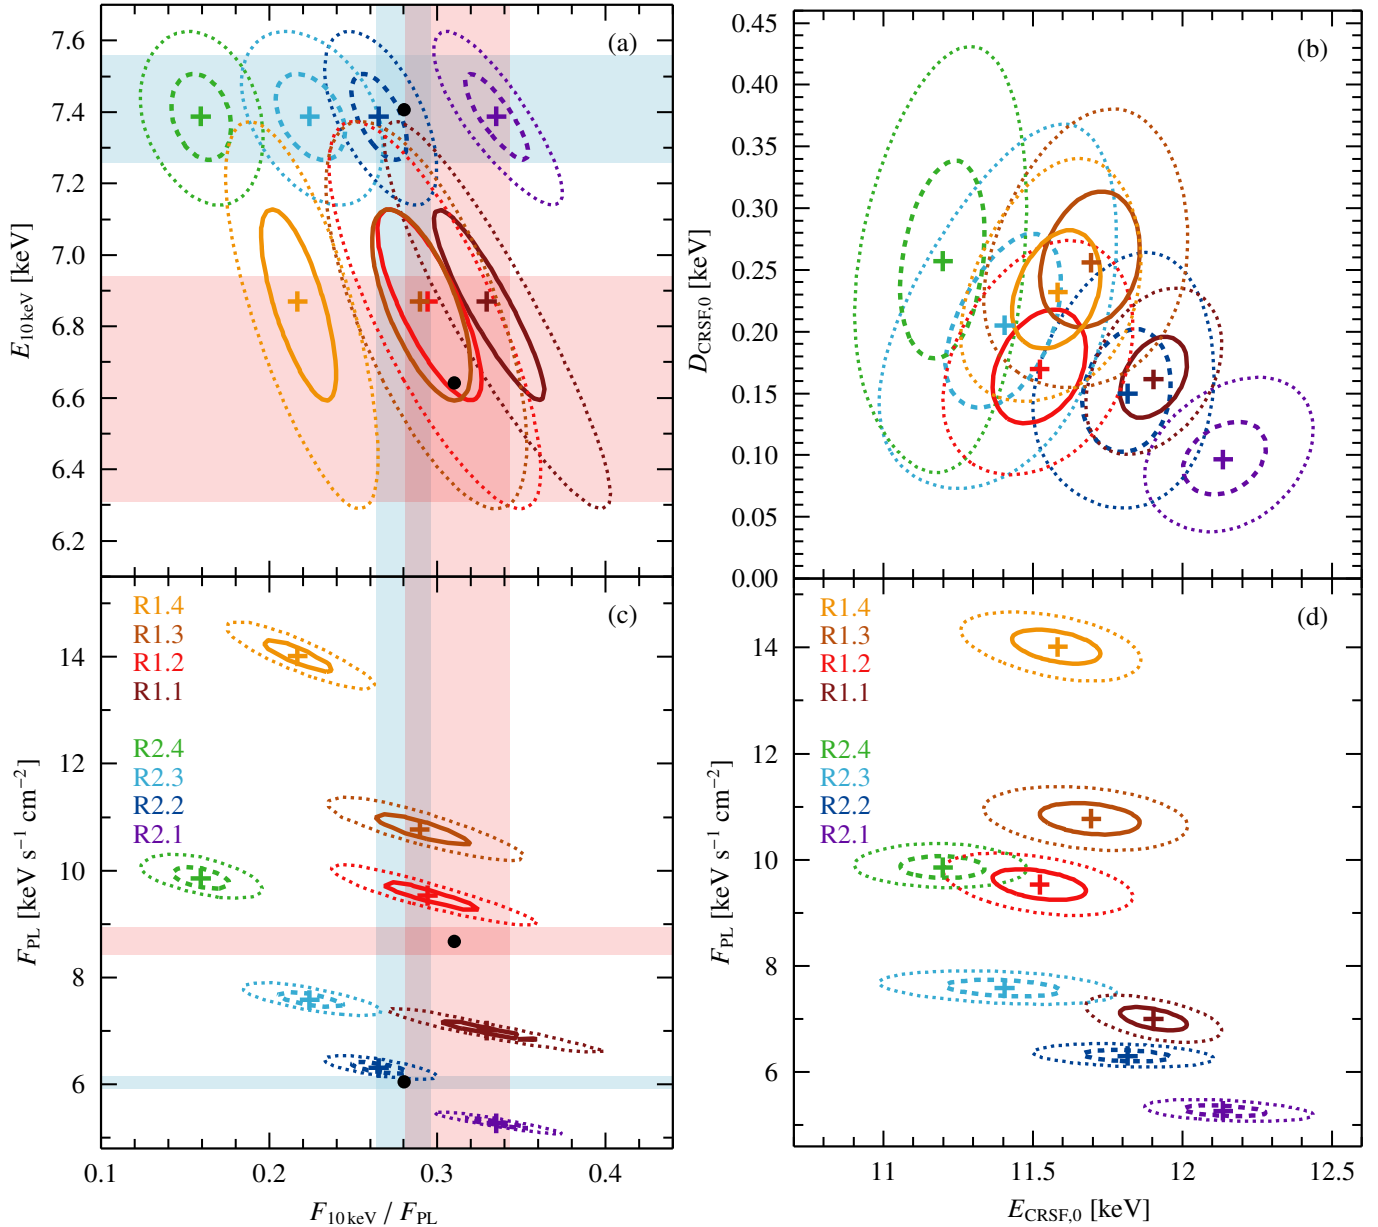 (a)
7.6
7.4
7.2
7.0
6.8
6.6
6.4
6.2
E10 keV [keV]
(b)
0.45
0.40
0.35
0.30
0.25
0.20
0.15
0.10
0.05
0.00
DCRSF,0 [keV]
(c)
R1.4
R1.3
R1.2
R1.1
R2.4
R2.3
R2.2
R2.1
14
12
10
8
6
FPL [keV s−1 cm−2]
0.1
0.2
0.3
0.4
F10 keV / FPL
(d)
R1.4
R1.3
R1.2
R1.1
R2.4
R2.3
R2.2
R2.1
14
12
10
8
6
FPL [keV s−1 cm−2]
11
11.5
12
12.5
ECRSF,0 [keV]